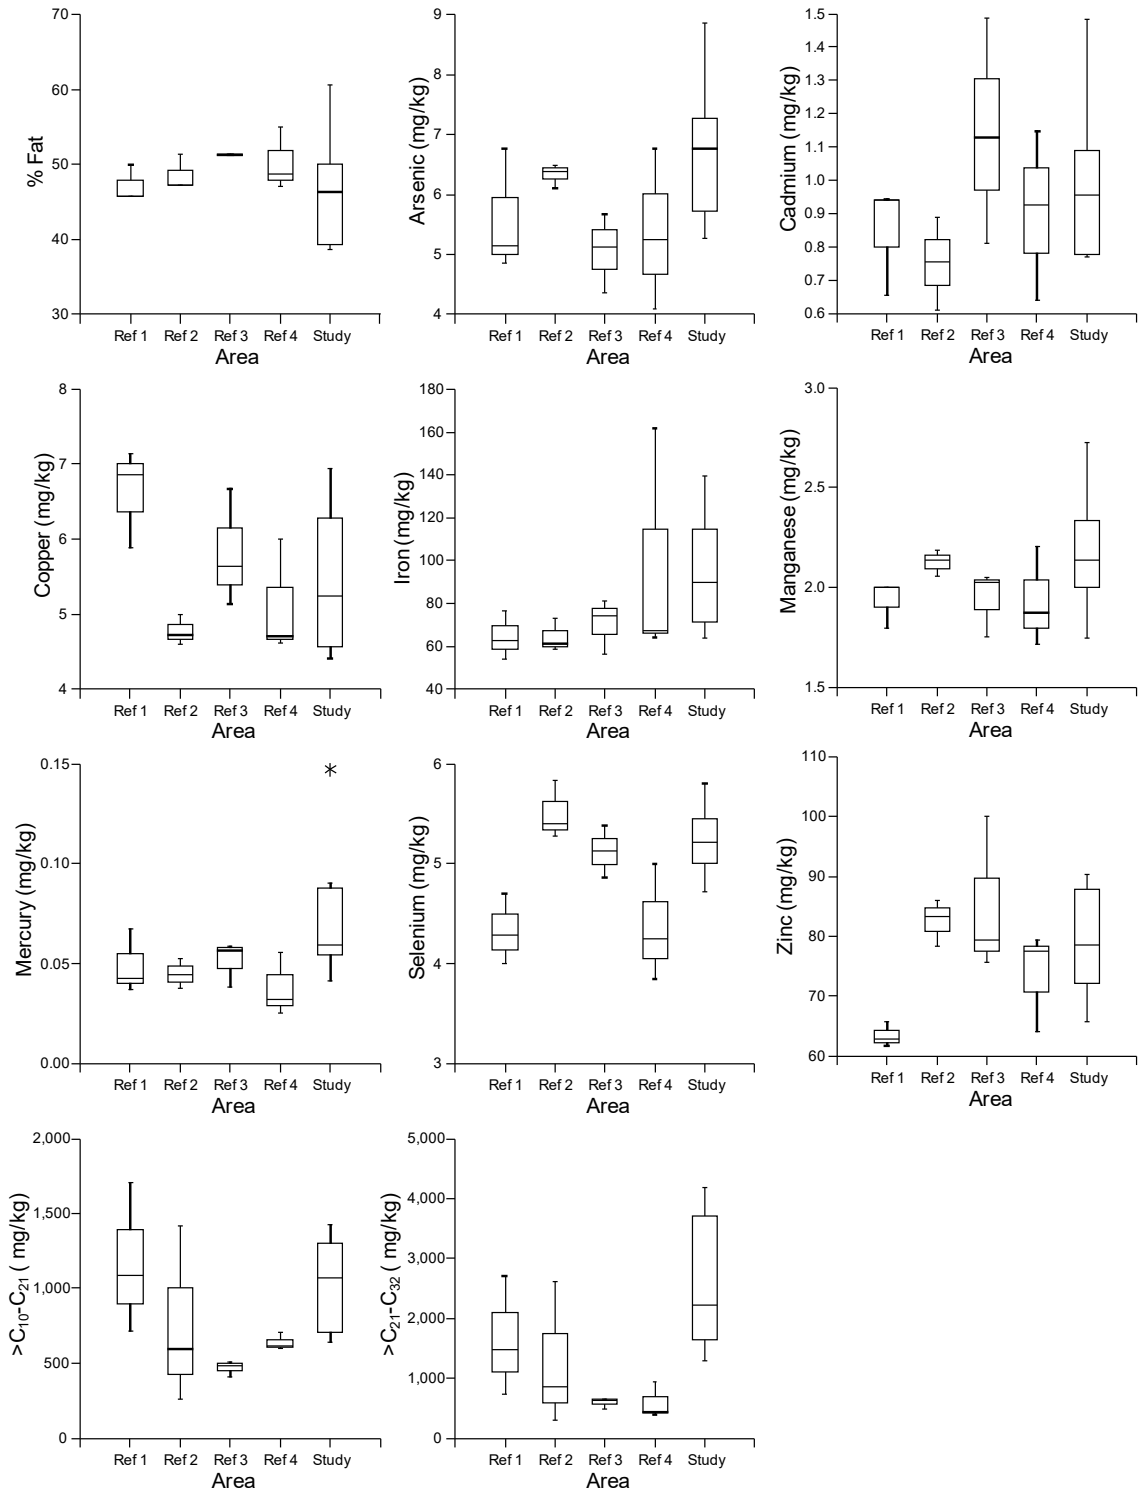 % Fat
70
60
50
40
30
Ref 1 Ref 2 Ref 3 Ref 4 Study
Area
Arsenic (mg/kg)
9
8
7
6
5
4
Ref 1 Ref 2 Ref 3 Ref 4 Study
Area
Cadmium (mg/kg)
1.5
1.4
1.3
1.2
1.1
1.0
0.9
0.8
0.7
0.6
Ref 1 Ref 2 Ref 3 Ref 4 Study
Area
Copper (mg/kg)
8
7
6
5
4
Ref 1 Ref 2 Ref 3 Ref 4 Study
Area
Iron (mg/kg)
180
160
140
120
100
80
60
40
Ref 1 Ref 2 Ref 3 Ref 4 Study
Area
Manganese (mg/kg)
3.0
2.5
2.0
1.5
Ref 1 Ref 2 Ref 3 Ref 4 Study
Area
Mercury (mg/kg)
0.15
0.10
0.05
0.00
Ref 1 Ref 2 Ref 3 Ref 4 Study
Area
Selenium (mg/kg)
6
5
4
3
Ref 1 Ref 2 Ref 3 Ref 4 Study
Area
Zinc (mg/kg)
110
100
90
80
70
60
Ref 1 Ref 2 Ref 3 Ref 4 Study
Area
>C₁₀-C₂₁ ( mg/kg)
2,000
1,500
1,000
500
0
Ref 1 Ref 2 Ref 3 Ref 4 Study
Area
>C₂₁-C₃₂ ( mg/kg)
5,000
4,000
3,000
2,000
1,000
0
Ref 1 Ref 2 Ref 3 Ref 4 Study
Area